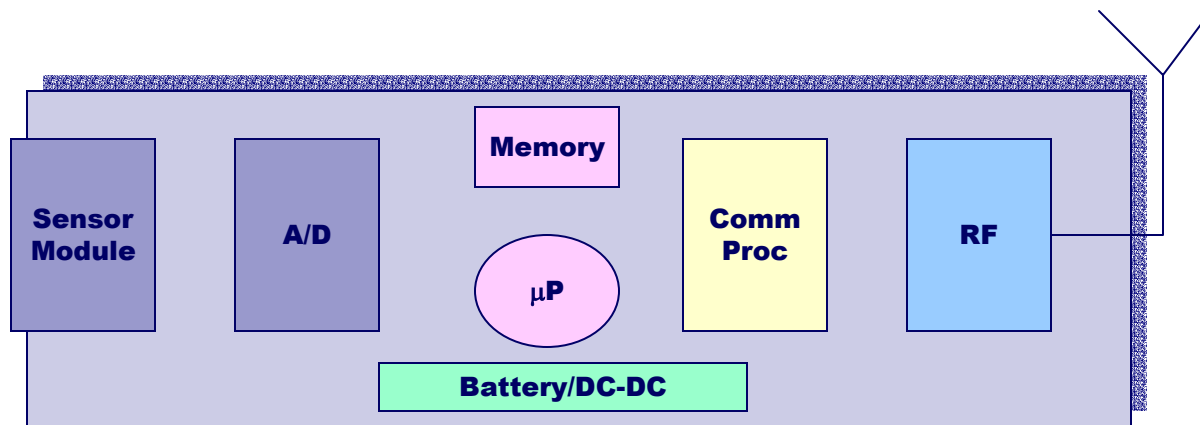 Memory
Sensor
Module
A/D
Comm
Proc
RF
μP
Battery/DC-DC